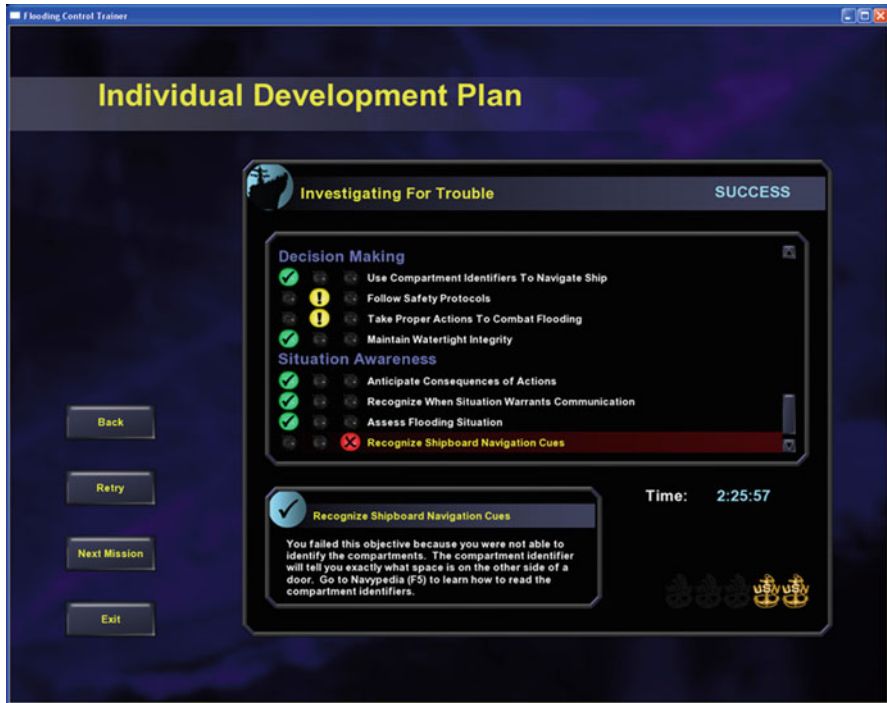 Flooding Control Trainer
Individual Development Plan
Investigating For Trouble SUCCESS
Decision Making
Use Compartment Identifiers To Navigate Ship
Follow Safety Protocols
Take Proper Actions To Combat Flooding
Maintain Watertight Integrity
Situation Awareness
Anticipate Consequences of Actions
Recognize When Situation Warrants Communication
Assess Flooding Situation
Recognize Shipboard Navigation Cues
Back
Retry
Next Mission
Exit
Time: 2:25:57
Recognize Shipboard Navigation Cues
You failed this objective because you were not able to
identify the compartments. The compartment identifier
will tell you exactly what space is on the other side of a
door. Go to Navypedia (F5) to learn how to read the
compartment identifiers.
USN USN